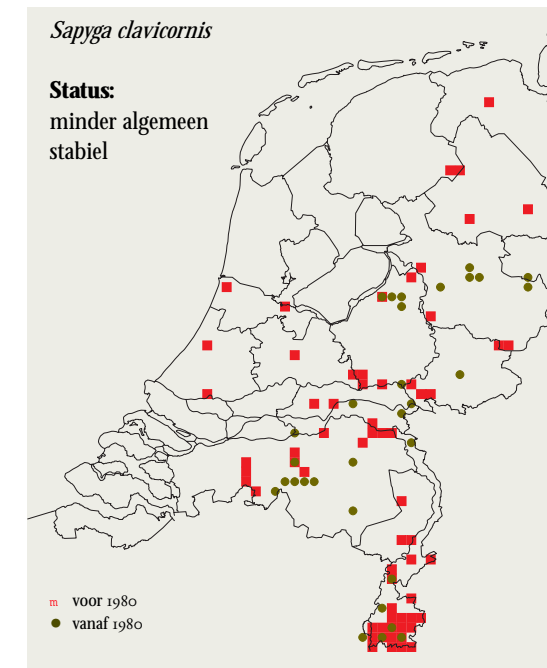 Sapyga clavicornis
Status:
minder algemeen
stabiel
m voor 1980
vanaf 1980